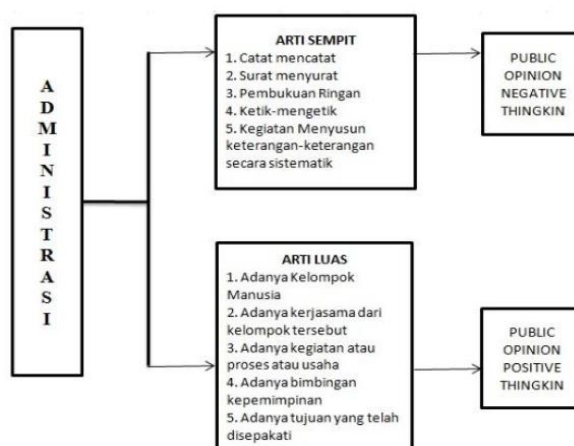 ADMINISTRASI
ARTI SEMPIT
1. Catat mencatat
2. Surat menyurat
3. Pembukuan Ringan
4. Ketik-mengetik
5. Kegiatan Menyusun
keterangan-keterangan
secara sistematik
PUBLIC
OPINION
NEGATIVE
THINGKIN
ARTI LUAS
1. Adanya Kelompok
Manusia
2. Adanya kerjasama dari
kelompok tersebut
3. Adanya kegiatan atau
proses atau usaha
4. Adanya bimbingan
kepemimpinan
5. Adanya tujuan yang telah
disepakati
PUBLIC
OPINION
POSITIVE
THINGKIN